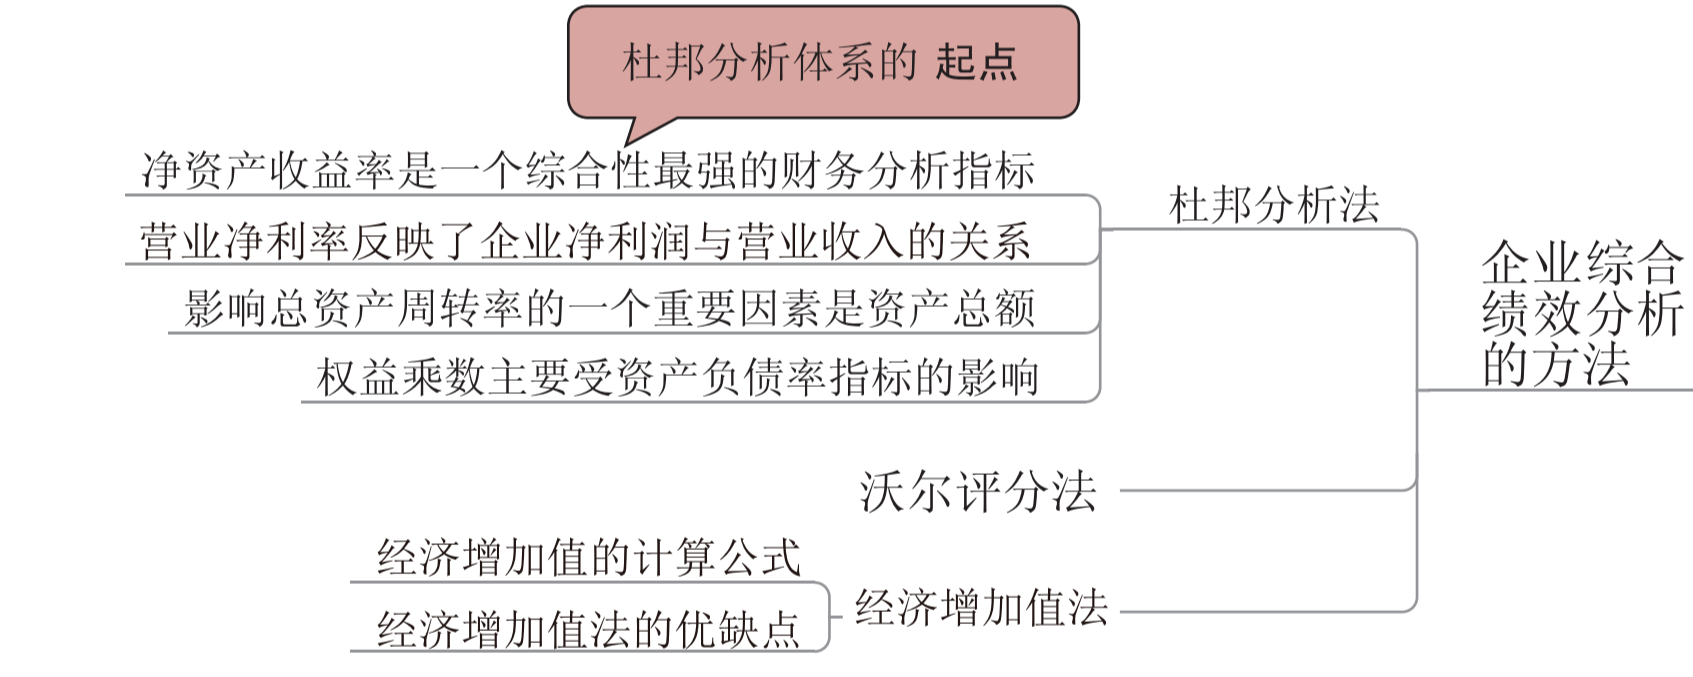 杜邦分析体系的 起点
净资产收益率是一个综合性最强的财务分析指标
营业净利率反映了企业净利润与营业收入的关系
影响总资产周转率的一个重要因素是资产总额
权益乘数主要受资产负债率指标的影响
杜邦分析法
企业综合
绩效分析
的方法
沃尔评分法
经济增加值的计算公式
经济增加值法的优缺点
经济增加值法